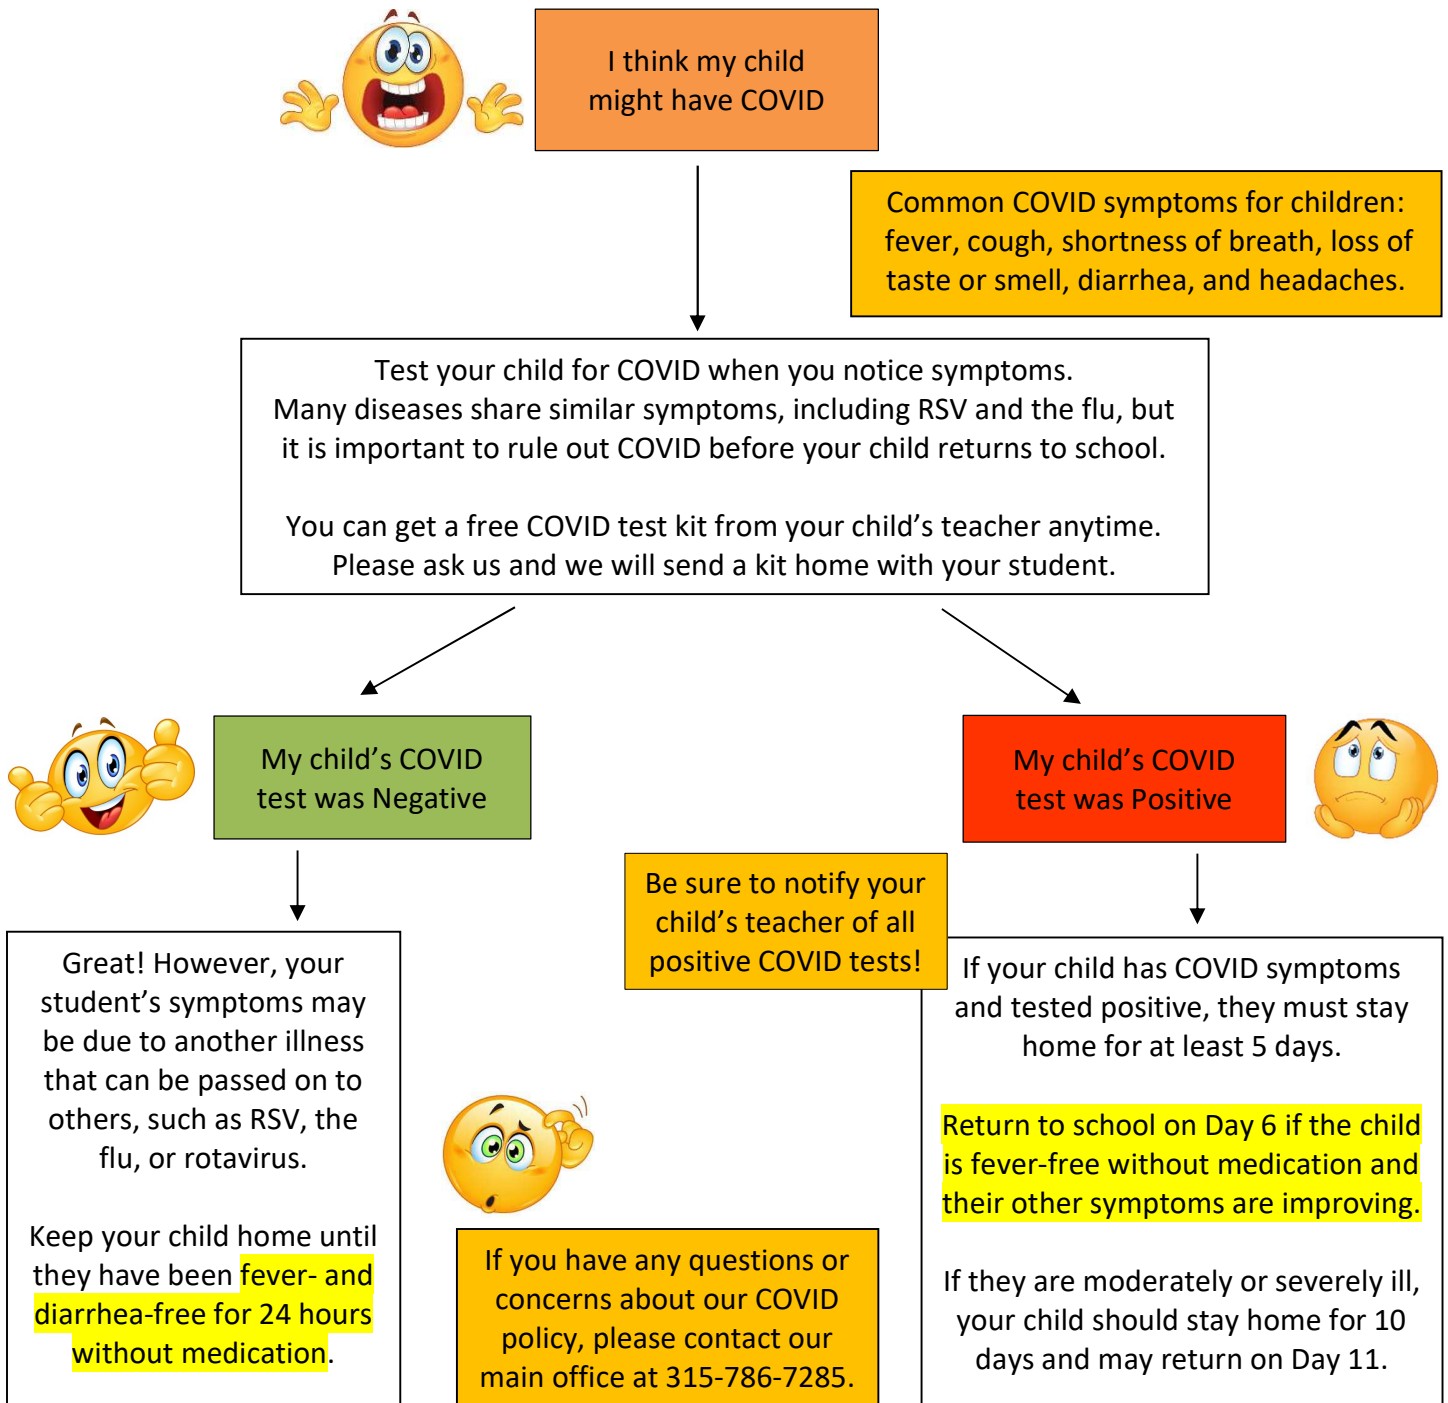 I think my child
might have COVID
Common COVID symptoms for children:
fever, cough, shortness of breath, loss of
taste or smell, diarrhea, and headaches.
Test your child for COVID when you notice symptoms.
Many diseases share similar symptoms, including RSV and the flu, but
it is important to rule out COVID before your child returns to school.
You can get a free COVID test kit from your child’s teacher anytime.
Please ask us and we will send a kit home with your student.
My child’s COVID
test was Negative
My child’s COVID
test was Positive
Be sure to notify your
child’s teacher of all
positive COVID tests!
Great! However, your
student’s symptoms may
be due to another illness
that can be passed on to
others, such as RSV, the
flu, or rotavirus.
Keep your child home until
they have been fever- and
diarrhea-free for 24 hours
without medication.
If you have any questions or
concerns about our COVID
policy, please contact our
main office at 315-786-7285.
If your child has COVID symptoms
and tested positive, they must stay
home for at least 5 days.
Return to school on Day 6 if the child
is fever-free without medication and
their other symptoms are improving.
If they are moderately or severely ill,
your child should stay home for 10
days and may return on Day 11.